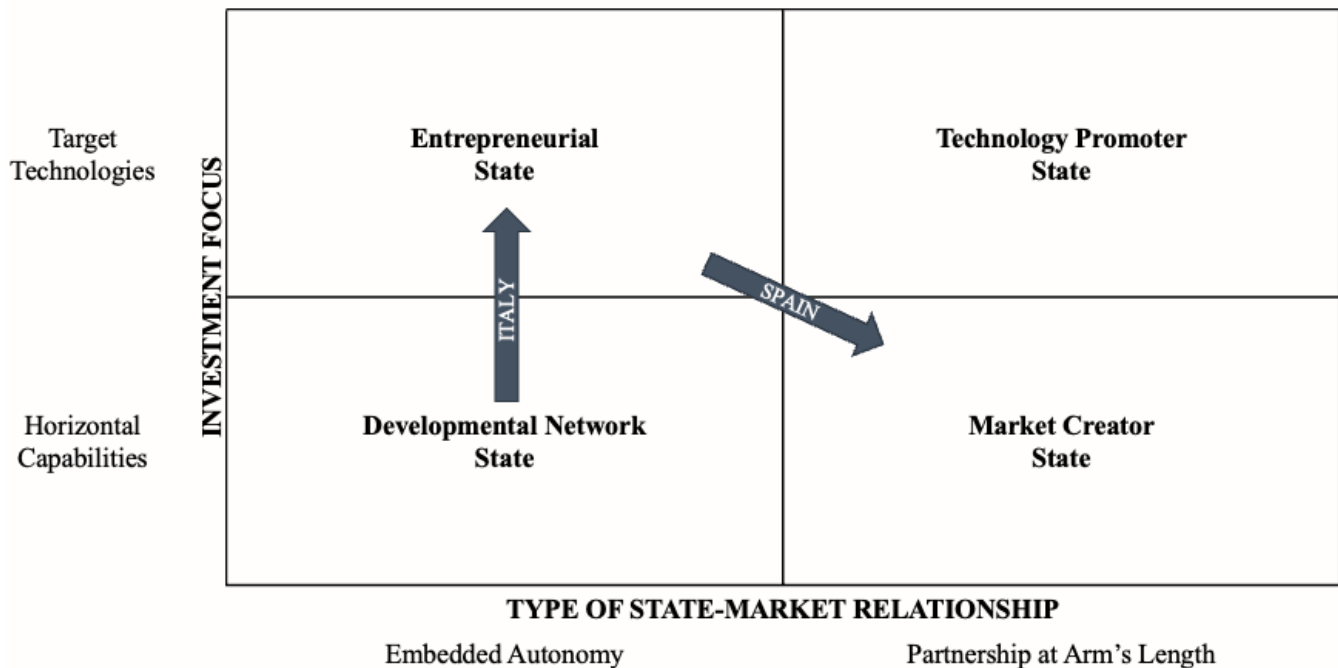 Target
Technologies
Entrepreneurial
State
Technology Promoter
State
INVESTMENT FOCUS
ITALY
SPAIN
Horizontal
Capabilities
Developmental Network
State
Market Creator
State
TYPE OF STATE-MARKET RELATIONSHIP
Embedded Autonomy
Partnership at Arm's Length